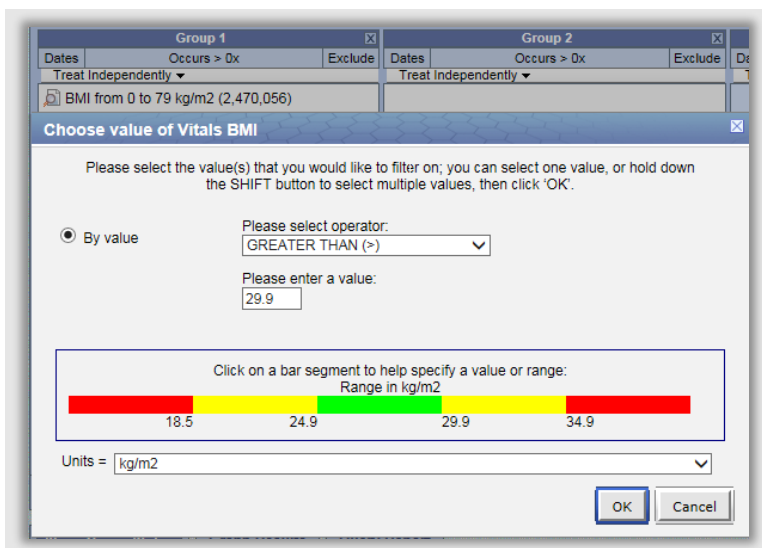 Group 1 X Group 2 X
Dates Occurs > 0x Exclude Dates Occurs > 0x Exclude
Treat Independently Treat Independently
BMI from 0 to 79 kg/m2 (2,470,056)
Choose value of Vitals BMI
Please select the value(s) that you would like to filter on; you can select one value, or hold down
the SHIFT button to select multiple values, then click 'OK'.
By value
Please select operator:
GREATER THAN (>)
Please enter a value:
29.9
Click on a bar segment to help specify a value or range:
Range in kg/m2
18.5 24.9 29.9 34.9
Units = kg/m2
OK Cancel